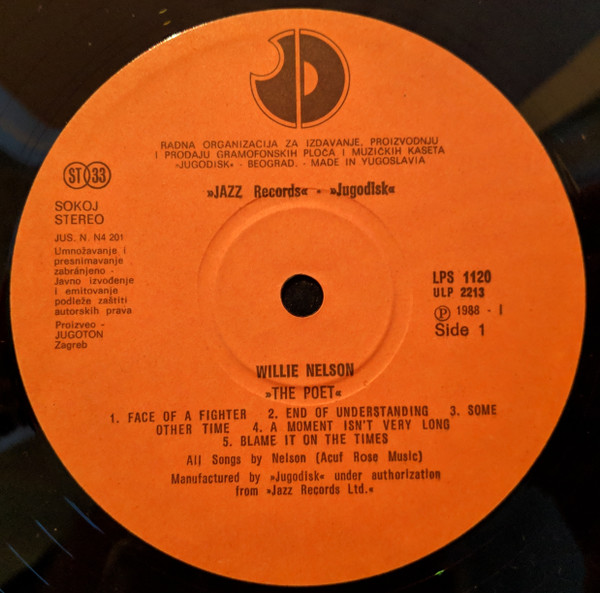 RADNA ORGANIZACIJA ZA IZDAVANJE, PROIZVODNJU
I PRODAJU GRAMOFONSKIH PLOČA I MUZIČKIH KASETA
»JUGODISK« - BEOGRAD. - MADE IN YUGOSLAVIA
ST 33
»JAZZ Records« - »Jugodisk«
SOKOJ
STEREO
JUS. N. N4 201
Umnožavanje i
presnimavanje
zabránjeno -
Javno izvođenje
i emitovanje
podleže zaštiti
autorskih prava
Proizveo -
JUGOTON
Zagreb
LPS 1120
ULP 2213
Ⓟ 1988 - I
Side 1
WILLIE NELSON
»THE POET«
1. FACE OF A FIGHTER 2. END OF UNDERSTANDING 3. SOME
OTHER TIME 4. A MOMENT ISN'T VERY LONG
5. BLAME IT ON THE TIMES
All Songs by Nelson (Acuf Rose Music)
Manufactured by »Jugodisk« under authorization
from »Jazz Records Ltd.«